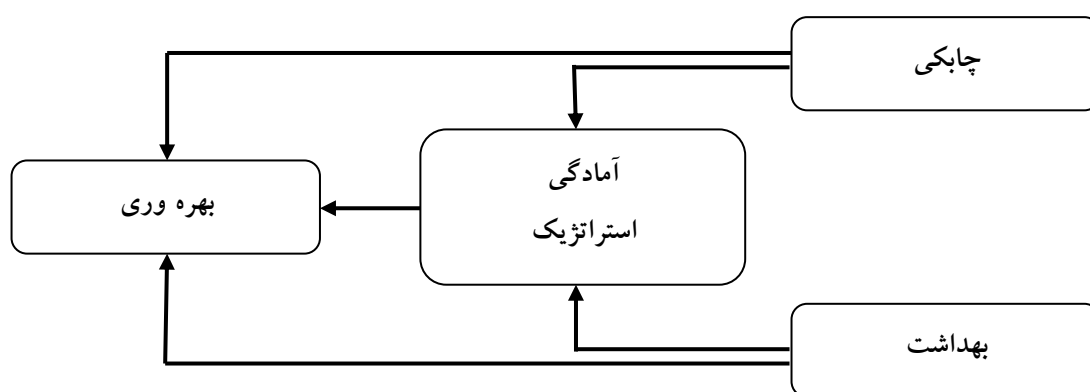 چابکی
آمادگی
استراتژیک
بهره وری
بهداشت